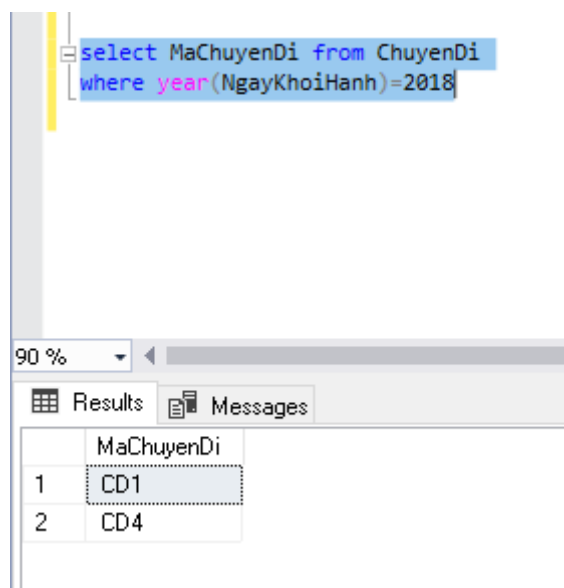 select MaChuyenDi from ChuyenDi
where year(NgayKhoiHanh)=2018
90 %
Results Messages
MaChuyenDi
1 CD1
2 CD4